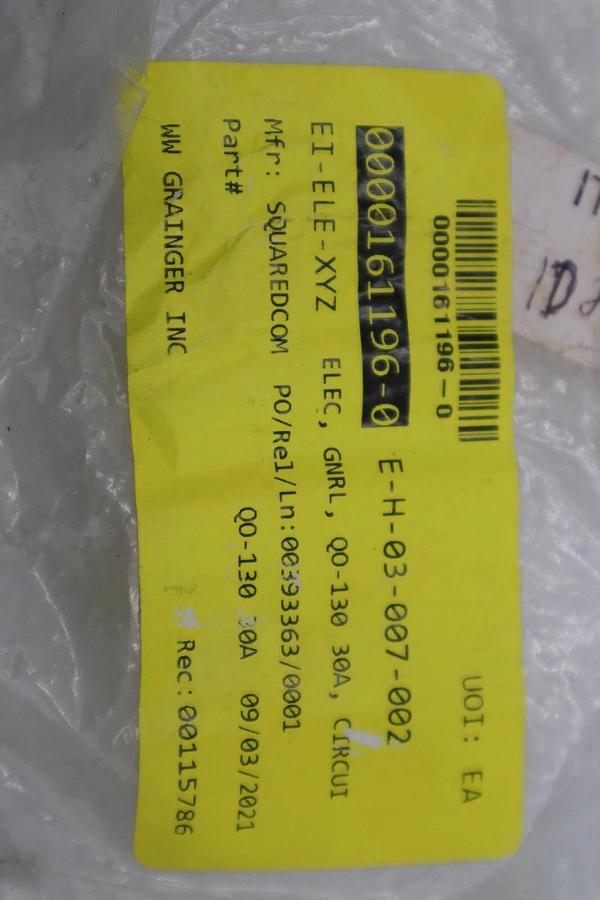 UOI: EA
0000161196-0
0000161196-0 E-H-03-007-002
EI-ELE-XYZ ELEC, GNRL, QO-130 30A, CIRCUI
Mfr: SQUAREDCOM PO/Rel/Ln:00393363/0001
Part# QO-130 30A 09/03/2021
WW GRAINGER INC Rec:00115786
ID